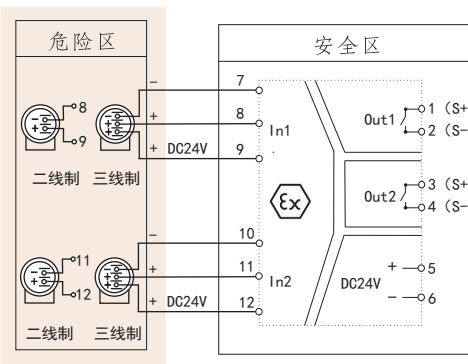 危险区
安全区
8
9
二线制
三线制
-
+
+ DC24V
7
8
9
In1
Ex
Out1
1 (S+
2 (S-
Out2
3 (S+
4 (S-
11
12
二线制
三线制
-
+
+ DC24V
10
11
12
In2
DC24V
+
5
-
6